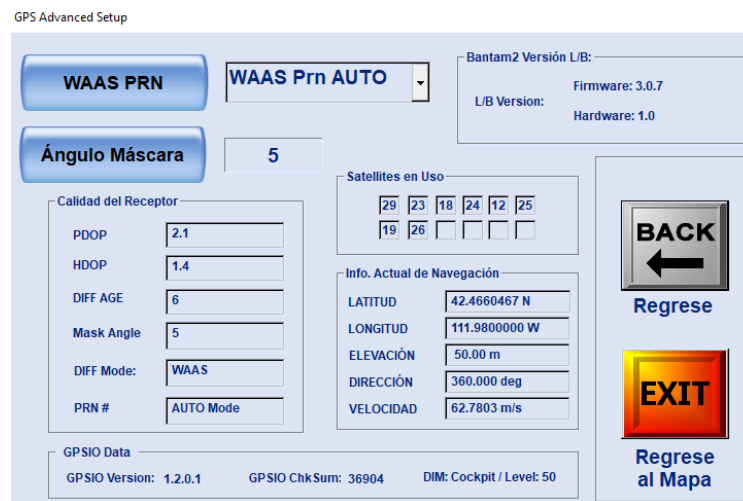 GPS Advanced Setup
WAAS PRN
WAAS Prn AUTO
Bantam2 Versión L/B:
L/B Version:
Firmware: 3.0.7
Hardware: 1.0
Ángulo Máscara
5
Satellites en Uso
29 23 18 24 12 25
19 26
Calidad del Receptor
PDOP 2.1
HDOP 1.4
DIFF AGE 6
Mask Angle 5
DIFF Mode: WAAS
PRN # AUTO Mode
Info. Actual de Navegación
LATITUD 42.4660467 N
LONGITUD 111.9800000 W
ELEVACIÓN 50.00 m
DIRECCIÓN 360.000 deg
VELOCIDAD 62.7803 m/s
BACK
Regrese
EXIT
Regrese
al Mapa
GPSIO Data
GPSIO Version: 1.2.0.1 GPSIO ChkSum: 36904 DIM: Cockpit / Level: 50